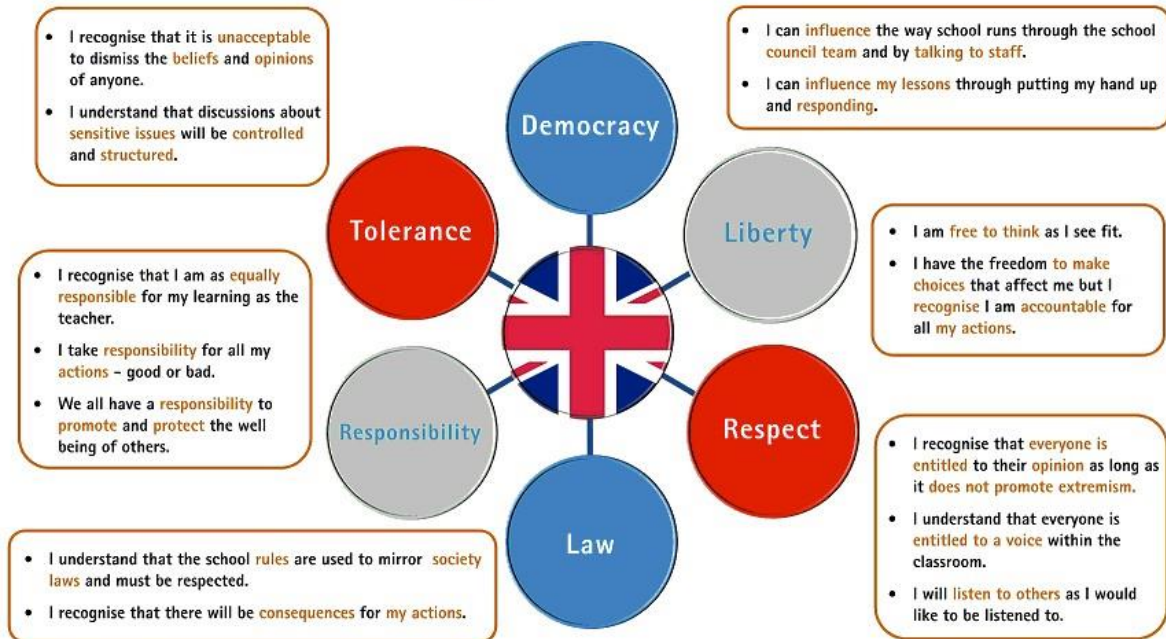 • I recognise that it is unacceptable
to dismiss the beliefs and opinions
of anyone.
• I understand that discussions about
sensitive issues will be controlled
and structured.
• I can influence the way school runs through the school
council team and by talking to staff.
• I can influence my lessons through putting my hand up
and responding.
Democracy
Tolerance
Liberty
• I am free to think as I see fit.
• I have the freedom to make
choices that affect me but I
recognise I am accountable for
all my actions.
• I recognise that I am as equally
responsible for my learning as the
teacher.
• I take responsibility for all my
actions – good or bad.
• We all have a responsibility to
promote and protect the well
being of others.
Responsibility
Respect
Law
• I recognise that everyone is
entitled to their opinion as long as
it does not promote extremism.
• I understand that everyone is
entitled to a voice within the
classroom.
• I will listen to others as I would
like to be listened to.
• I understand that the school rules are used to mirror society
laws and must be respected.
• I recognise that there will be consequences for my actions.